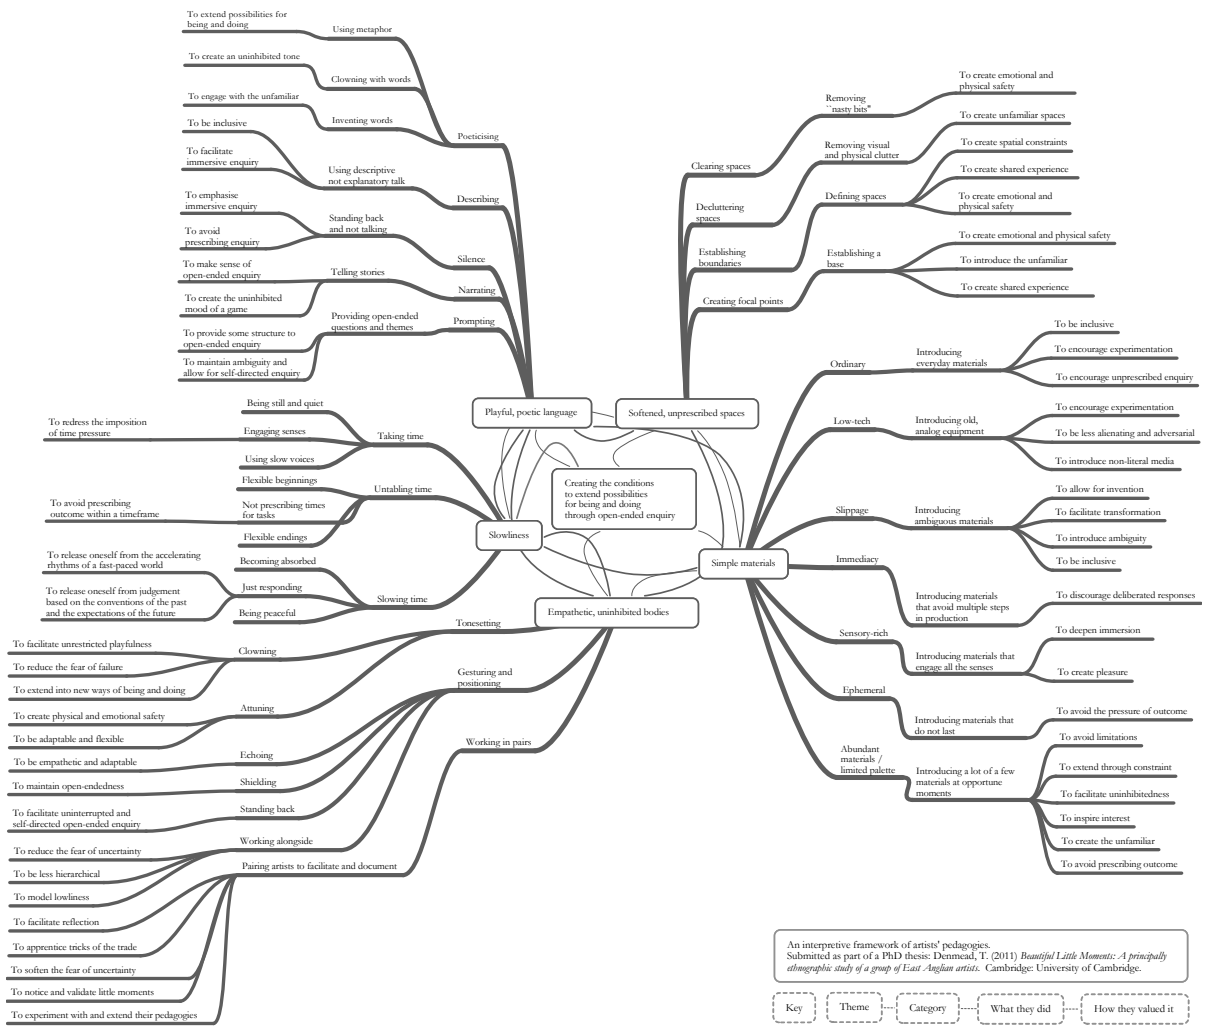 To extend possibilities for
being and doing
Using metaphor
To create an uninhibited tone
Clowning with words
To engage with the unfamiliar
Inventing words
Poeticising
To be inclusive
To facilitate
immersive enquiry
Using descriptive
not explanatory talk
Describing
To emphasise
immersive enquiry
To avoid
prescribing enquiry
Standing back
and not talking
Silence
To make sense of
open-ended enquiry
To create the uninhibited
mood of a game
Telling stories
Narrating
To provide some structure to
open-ended enquiry
To maintain ambiguity and
allow for self-directed enquiry
Providing open-ended
questions and themes
Prompting
Playful, poetic language
Softened, unprescribed spaces
Clearing spaces
Removing
``nasty bits"
To create emotional and
physical safety
Decluttering
spaces
Removing visual
and physical clutter
To create unfamiliar spaces
Establishing
boundaries
Defining spaces
To create spatial constraints
To create shared experience
To create emotional and
physical safety
Creating focal points
Establishing a
base
To create emotional and physical safety
To introduce the unfamiliar
To create shared experience
Creating the conditions
to extend possibilities
for being and doing
through open-ended enquiry
Slowliness
Taking time
Being still and quiet
Engaging senses
Using slow voices
To redress the imposition
of time pressure
Untabling time
Flexible beginnings
Not prescribing times
for tasks
Flexible endings
To avoid prescribing
outcome within a timeframe
Slowing time
Becoming absorbed
Just responding
Being peaceful
To release oneself from the accelerating
rhythms of a fast-paced world
To release oneself from judgement
based on the conventions of the past
and the expectations of the future
Simple materials
Ordinary
Introducing
everyday materials
To be inclusive
To encourage experimentation
To encourage unprescribed enquiry
Low-tech
Introducing old,
analog equipment
To encourage experimentation
To be less alienating and adversarial
To introduce non-literal media
Slippage
Introducing
ambiguous materials
To allow for invention
To facilitate transformation
To introduce ambiguity
To be inclusive
Immediacy
Introducing materials
that avoid multiple steps
in production
To discourage deliberated responses
Sensory-rich
Introducing materials that
engage all the senses
To deepen immersion
To create pleasure
Ephemeral
Introducing materials that
do not last
To avoid the pressure of outcome
Abundant
materials /
limited palette
Introducing a lot of a few
materials at opportune
moments
To avoid limitations
To extend through constraint
To facilitate uninhibitedness
To inspire interest
To create the unfamiliar
To avoid prescribing outcome
Empathetic, uninhibited bodies
Tonesetting
Clowning
To facilitate unrestricted playfulness
To reduce the fear of failure
To extend into new ways of being and doing
Attuning
To create physical and emotional safety
To be adaptable and flexible
Gesturing and
positioning
Echoing
To be empathetic and adaptable
Shielding
To maintain open-endedness
Standing back
To facilitate uninterrupted and
self-directed open-ended enquiry
Working alongside
To reduce the fear of uncertainty
To be less hierarchical
To model lowliness
Working in pairs
Pairing artists to facilitate and document
To facilitate reflection
To apprentice tricks of the trade
To soften the fear of uncertainty
To notice and validate little moments
To experiment with and extend their pedagogies
An interpretive framework of artists' pedagogies.
Submitted as part of a PhD thesis: Denmead, T. (2011) Beautiful Little Moments: A principally
ethnographic study of a group of East Anglian artists. Cambridge: University of Cambridge.
Key
Theme
Category
What they did
How they valued it